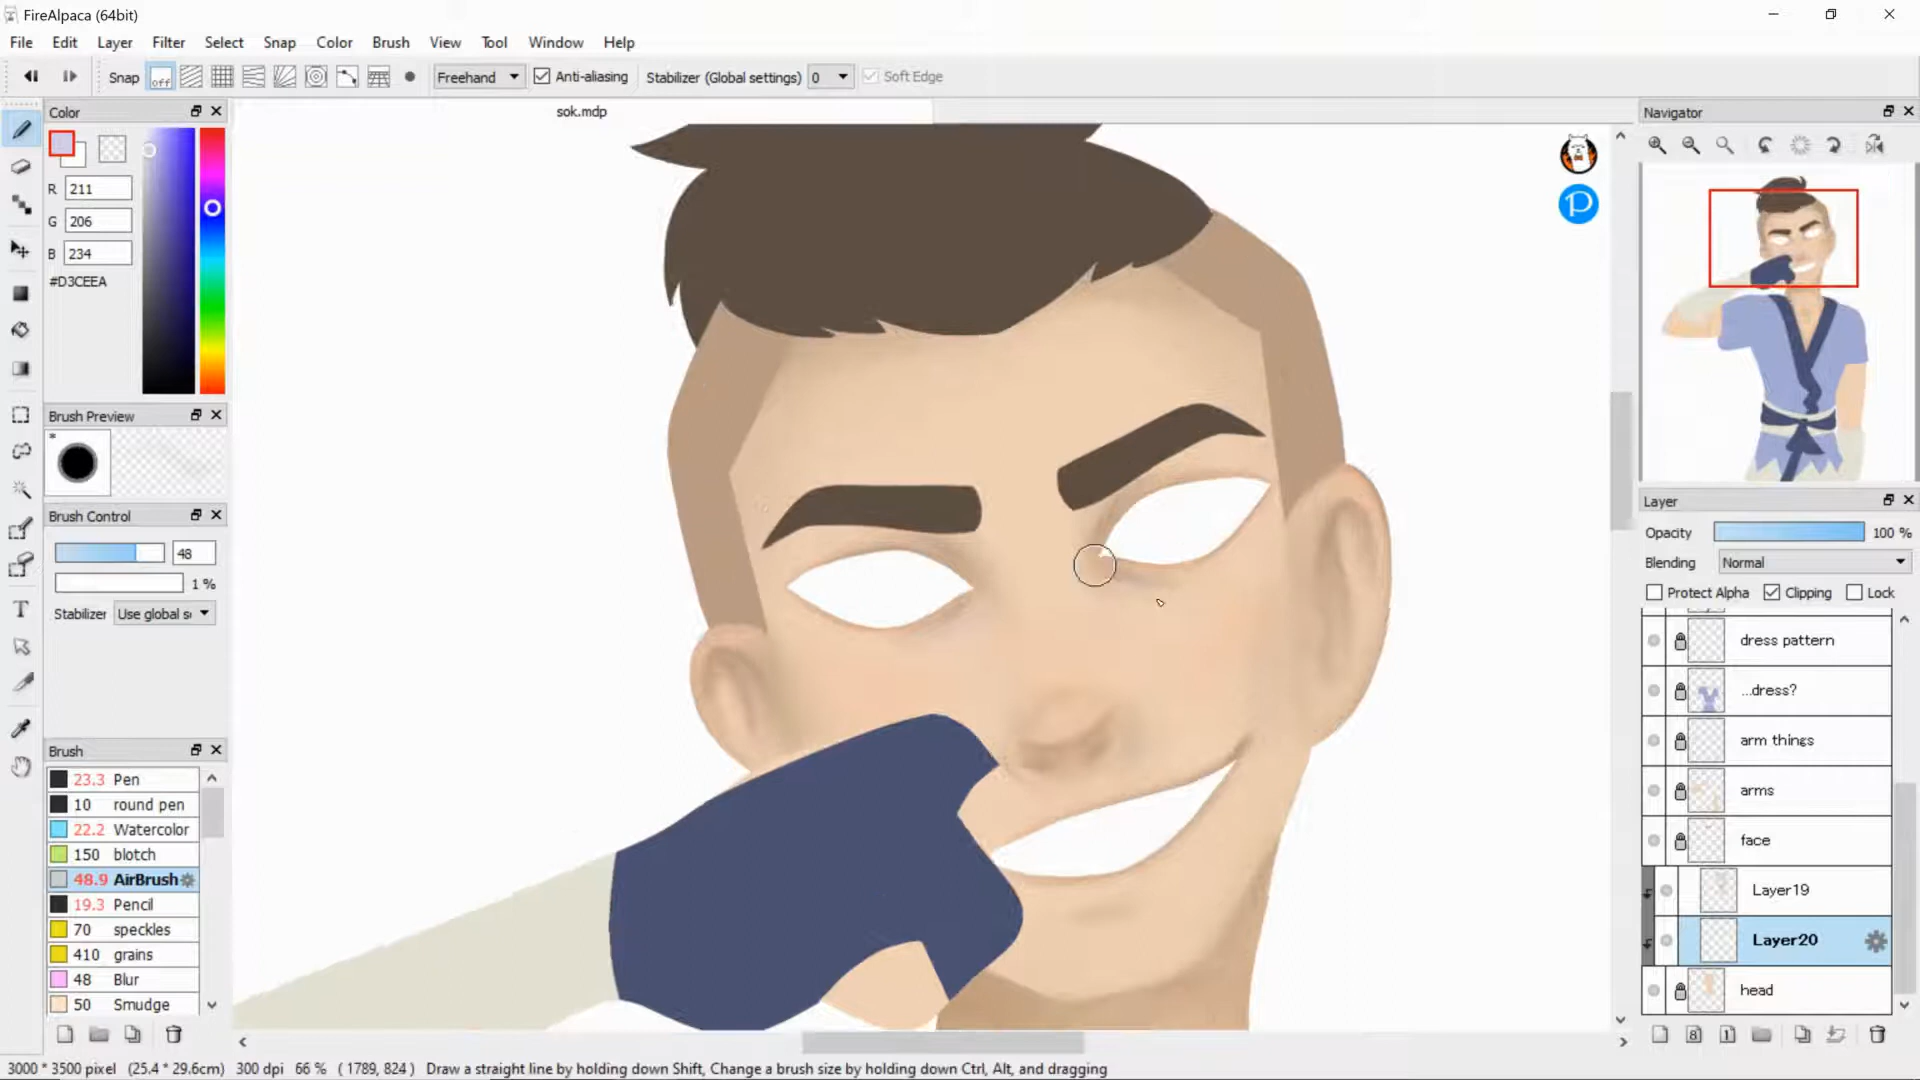 FireAlpaca (64bit)
File Edit Layer Filter Select Snap Color Brush View Tool Window Help
Snap off Freehand Anti-aliasing Stabilizer (Global settings) 0 Soft Edge
Color
sok.mdp
Navigator
R 211
G 206
B 234
#D3CEEA
Brush Preview
*
Brush Control
48
1 %
Stabilizer Use global s
Layer
Opacity 100 %
Blending Normal
Protect Alpha Clipping Lock
dress pattern
...dress?
arm things
arms
face
Layer19
Layer20
head
Brush
23.3 Pen
10 round pen
22.2 Watercolor
150 blotch
48.9 AirBrush
19.3 Pencil
70 speckles
410 grains
48 Blur
50 Smudge
3000 * 3500 pixel (25.4 * 29.6cm) 300 dpi 66 % ( 1789, 824 ) Draw a straight line by holding down Shift, Change a brush size by holding down Ctrl, Alt, and dragging